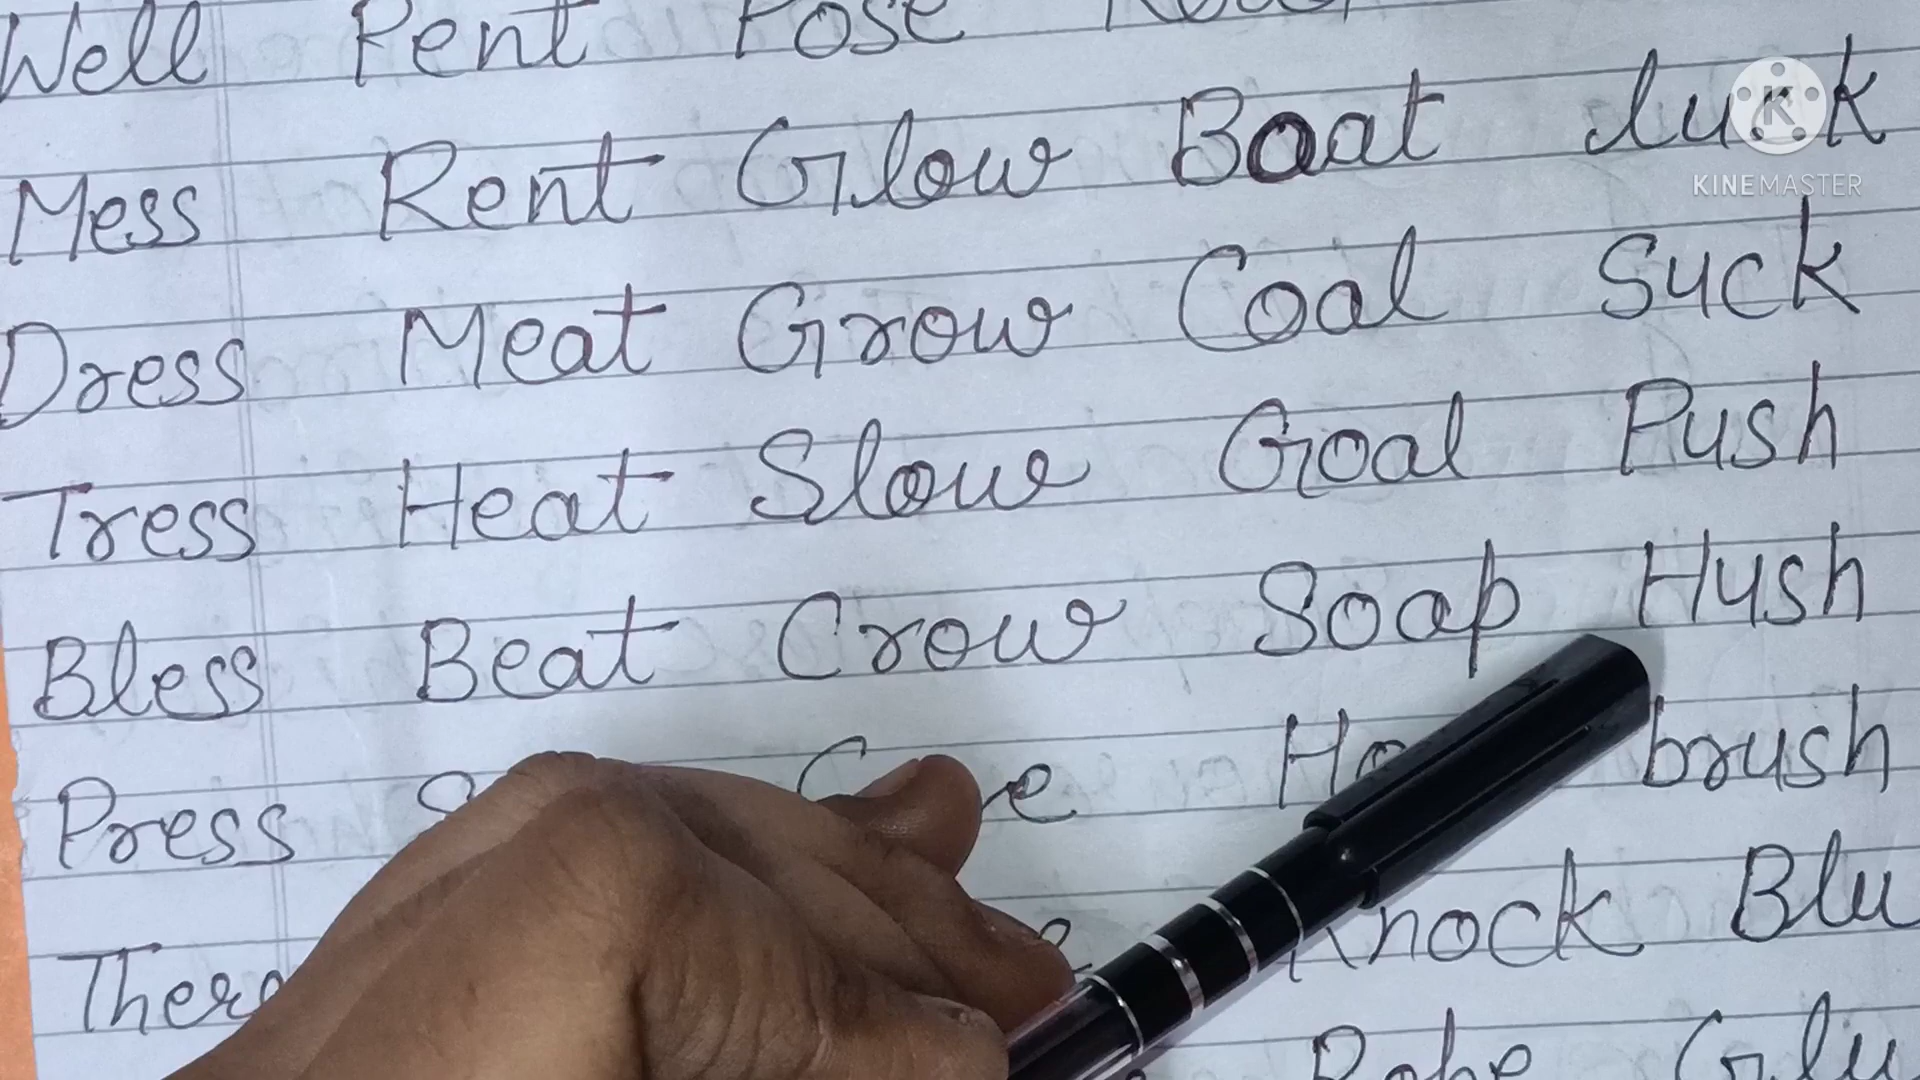 Well Pent Pose
Mess Rent Glow Boat luck
Dress Meat Grow Coal Suck
Tress Heat Slow Goal Push
Bless Beat Crow Soap Hush
Press brush
Knock
KINEMASTER